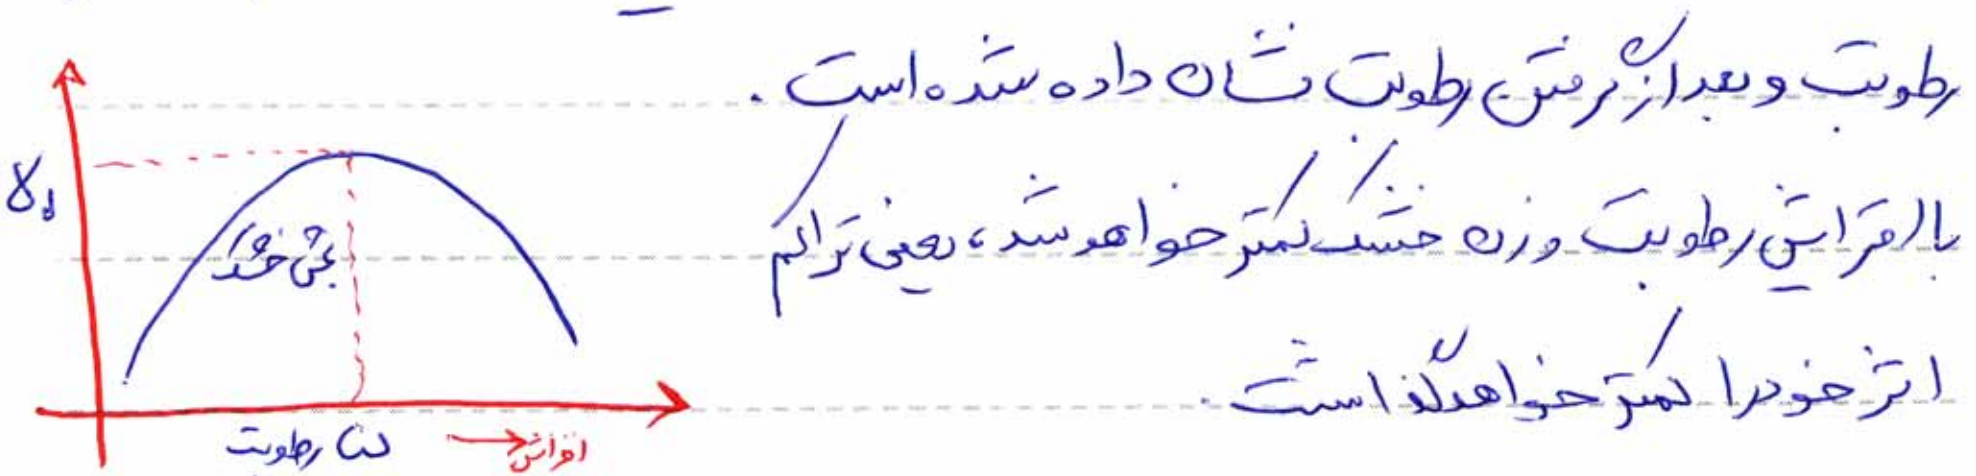 رطوبت و بعد از گرفتن رطوبت نشان داده شده است.
با افزایش رطوبت وزن خشک کمتر خواهد شد، یعنی تراکم
اثر خود را کمتر خواهد گذاشت.
γd
بخش خشک
رطوبت
افزایش